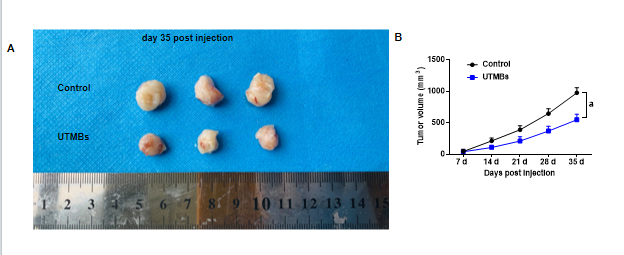 A
day 35 post injection
Control
UTMBs
1 2 3 4 5 6 7 8 9 10 11 12 13 14 15
B
Tumor volume (mm³)
1500
1000
500
0
Control
UTMBs
a
7 d 14 d 21 d 28 d 35 d
Days post injection